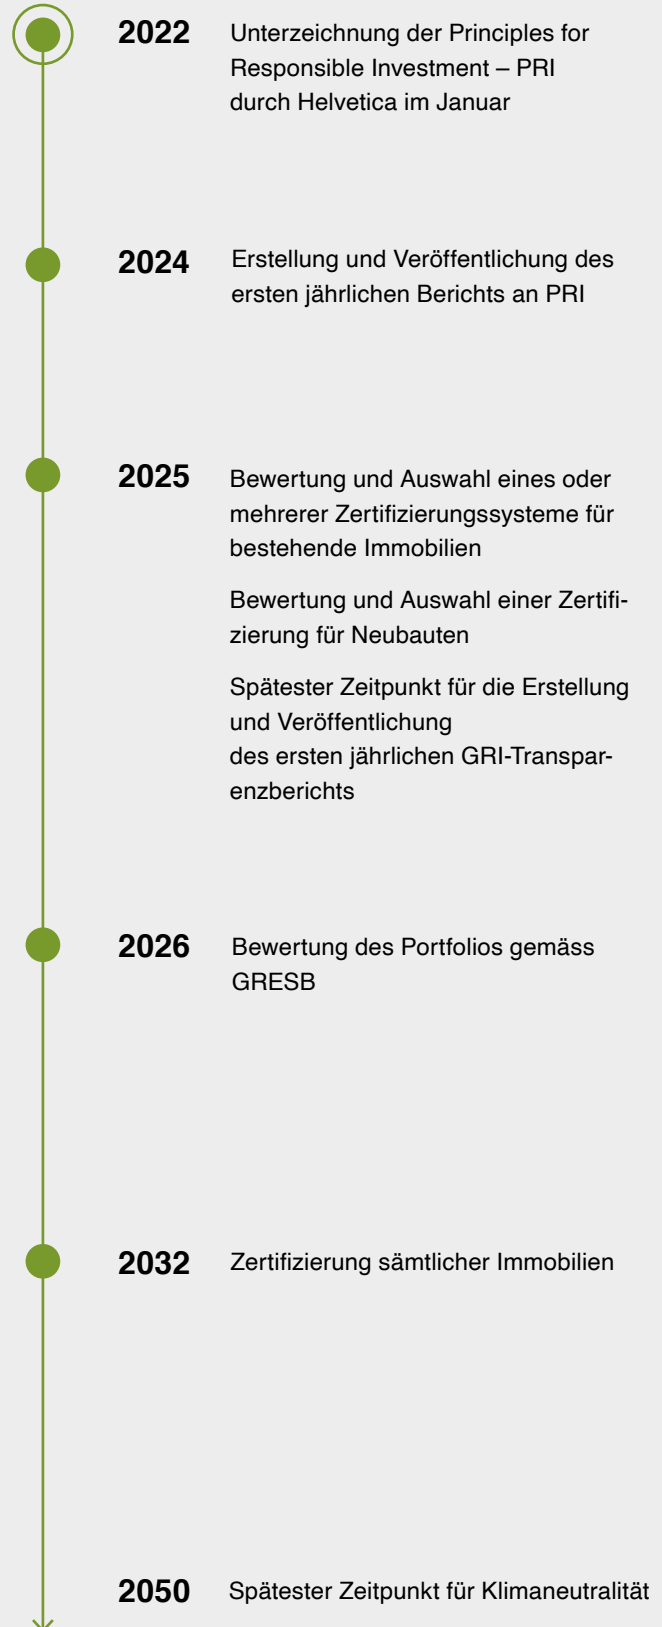 2022 Unterzeichnung der Principles for
Responsible Investment – PRI
durch Helvetica im Januar
2024 Erstellung und Veröffentlichung des
ersten jährlichen Berichts an PRI
2025 Bewertung und Auswahl eines oder
mehrerer Zertifizierungssysteme für
bestehende Immobilien
Bewertung und Auswahl einer Zertifi-
zierung für Neubauten
Spätester Zeitpunkt für die Erstellung
und Veröffentlichung
des ersten jährlichen GRI-Transpar-
enzberichts
2026 Bewertung des Portfolios gemäss
GRESB
2032 Zertifizierung sämtlicher Immobilien
2050 Spätester Zeitpunkt für Klimaneutralität